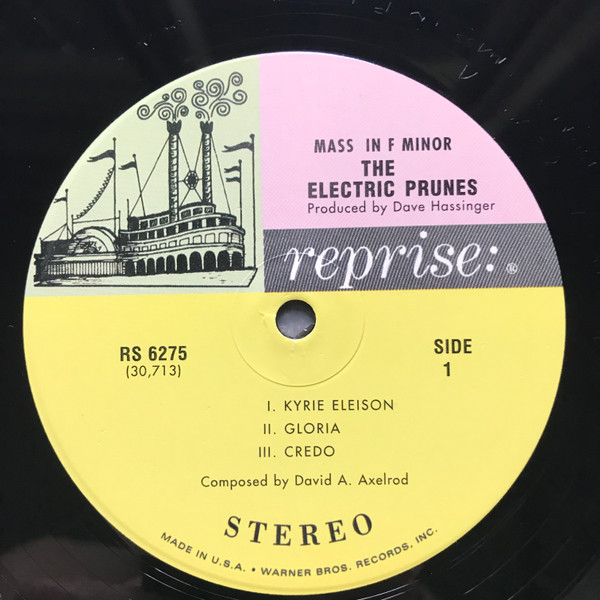 MASS IN F MINOR
THE
ELECTRIC PRUNES
Produced by Dave Hassinger
reprise: ®
RS 6275
(30,713)
SIDE
1
I. KYRIE ELEISON
II. GLORIA
III. CREDO
Composed by David A. Axelrod
STEREO
MADE IN U.S.A. • WARNER BROS. RECORDS, INC.